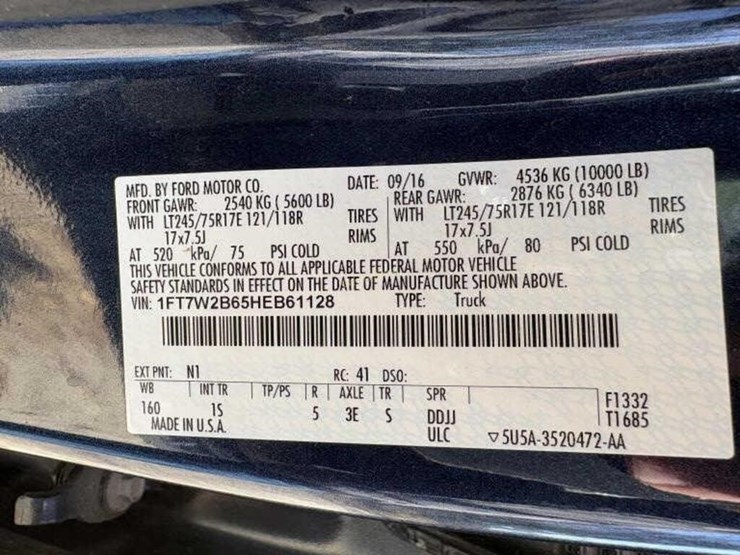 MFD. BY FORD MOTOR CO. DATE: 09/16 GVWR: 4536 KG (10000 LB)
FRONT GAWR: 2540 KG ( 5600 LB) REAR GAWR: 2876 KG ( 6340 LB)
WITH LT245/75R17E 121/118R TIRES WITH LT245/75R17E 121/118R TIRES
17x7.5J RIMS 17x7.5J RIMS
AT 520 kPa/ 75 PSI COLD AT 550 kPa/ 80 PSI COLD
THIS VEHICLE CONFORMS TO ALL APPLICABLE FEDERAL MOTOR VEHICLE
SAFETY STANDARDS IN EFFECT ON THE DATE OF MANUFACTURE SHOWN ABOVE.
VIN: 1FT7W2B65HEB61128 TYPE: Truck
EXT PNT: N1 RC: 41 DSO:
WB INT TR TP/PS R AXLE TR SPR F1332
160 1S 5 3E S DDJJ T1685
MADE IN U.S.A. ULC ▽5U5A-3520472-AA